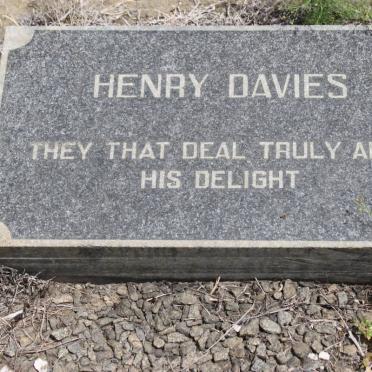 HENRY DAVIES
THEY THAT DEAL TRULY
HIS DELIGHT